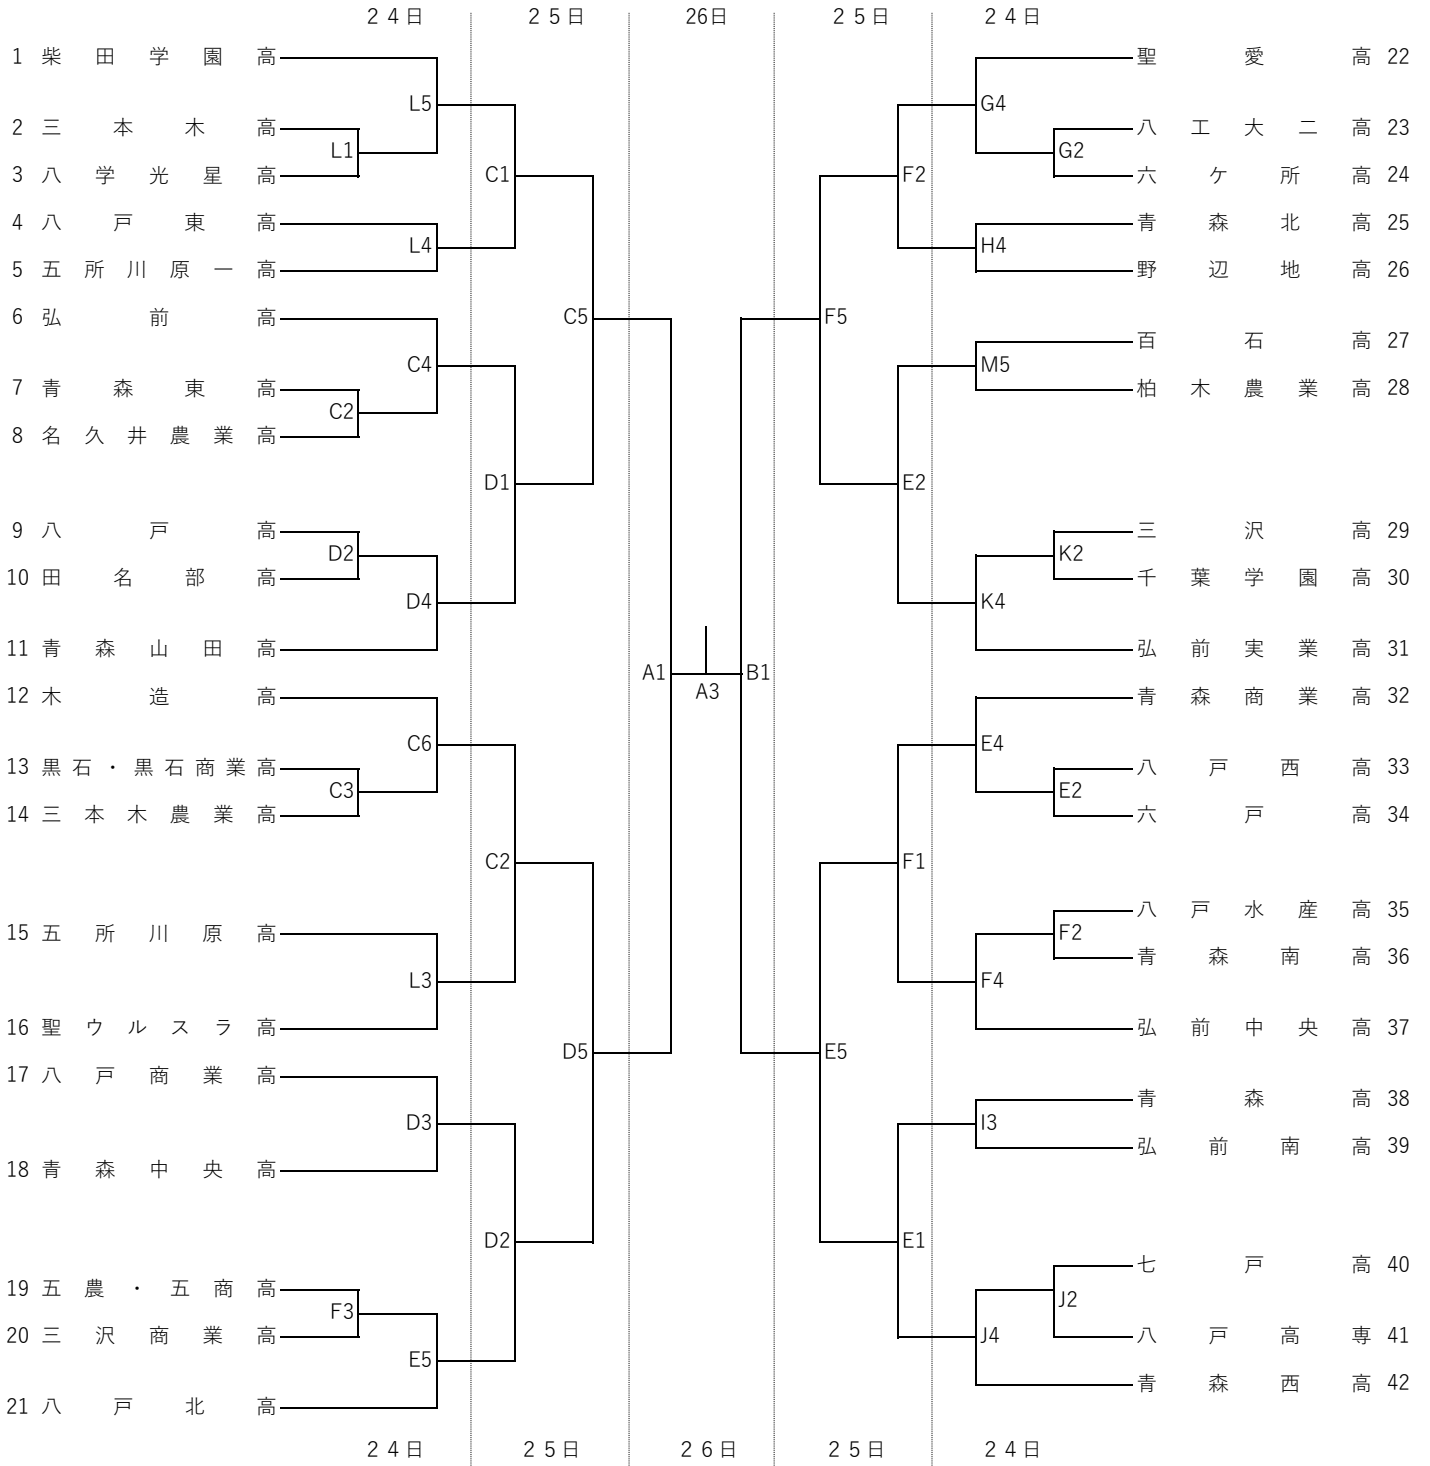 ２４日 ２５日 26日 ２５日 ２４日
1 柴田学園高 聖愛高 22
L5 G4
2 三本木高 八工大二高 23
L1 G2
3 八学光星高 C1 F2 六ケ所高 24
4 八戸東高 青森北高 25
L4 H4
5 五所川原一高 野辺地高 26
6 弘前高 C5 F5
百石高 27
C4 M5
7 青森東高 柏木農業高 28
C2
8 名久井農業高
D1 E2
9 八戸高 三沢高 29
D2 K2
10 田名部高 千葉学園高 30
D4 K4
11 青森山田高 弘前実業高 31
A1 B1
12 木造高 A3 青森商業高 32
C6 E4
13 黒石・黒石商業高 八戸西高 33
C3 E2
14 三本木農業高 六戸高 34
C2 F1
八戸水産高 35
15 五所川原高 F2
青森南高 36
L3 F4
16 聖ウルスラ高 弘前中央高 37
D5 E5
17 八戸商業高
青森高 38
D3 I3
弘前南高 39
18 青森中央高
D2 E1
七戸高 40
19 五農・五商高 J2
F3
20 三沢商業高 J4 八戸高専 41
E5
青森西高 42
21 八戸北高
２４日 ２５日 ２６日 ２５日 ２４日